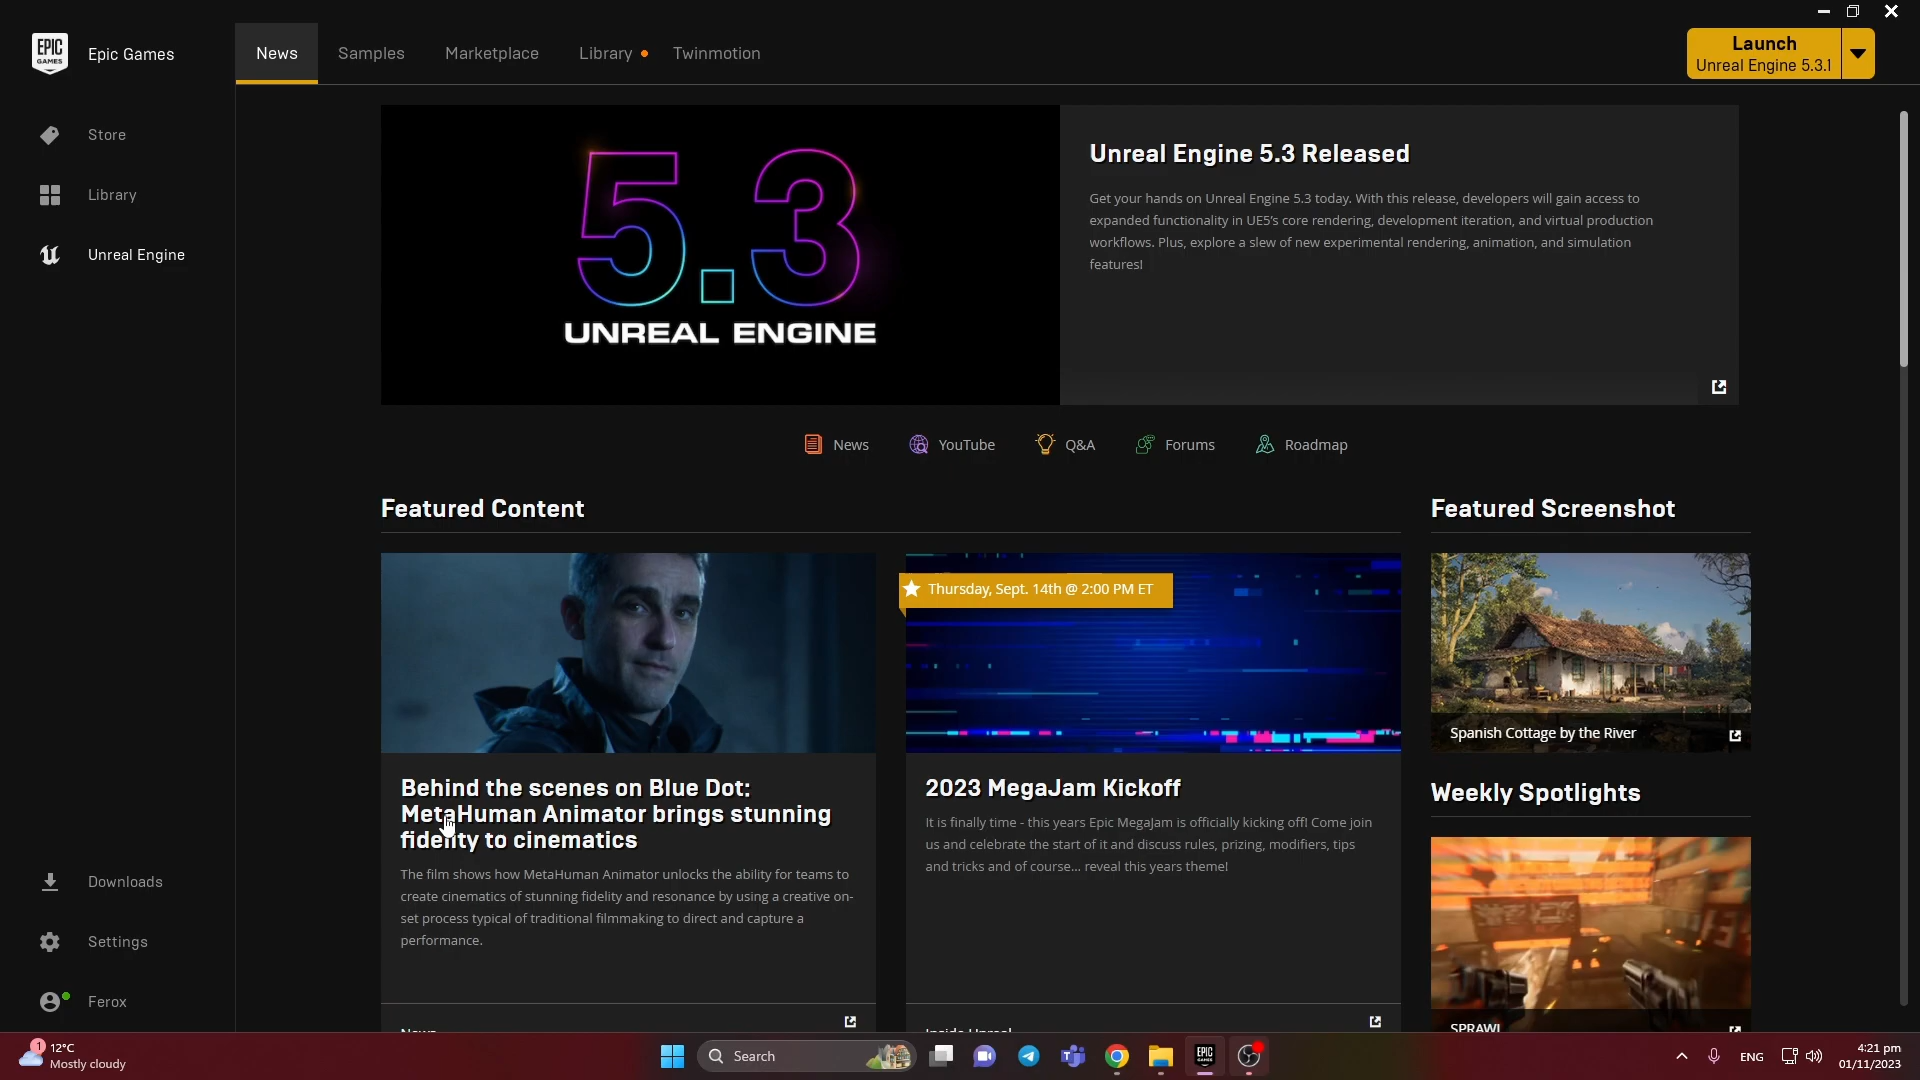 EPIC
GAMES
Epic Games
News
Samples
Marketplace
Library
Twinmotion
Launch
Unreal Engine 5.3.1
Store
Library
Unreal Engine
5.3
UNREAL ENGINE
Unreal Engine 5.3 Released
Get your hands on Unreal Engine 5.3 today. With this release, developers will gain access to
expanded functionality in UE5's core rendering, development iteration, and virtual production
workflows. Plus, explore a slew of new experimental rendering, animation, and simulation
features!
News
YouTube
Q&A
Forums
Roadmap
Featured Content
Featured Screenshot
Thursday, Sept. 14th @ 2:00 PM ET
Spanish Cottage by the River
Behind the scenes on Blue Dot:
MetaHuman Animator brings stunning
fidelity to cinematics
The film shows how MetaHuman Animator unlocks the ability for teams to
create cinematics of stunning fidelity and resonance by using a creative on-
set process typical of traditional filmmaking to direct and capture a
performance.
News
2023 MegaJam Kickoff
It is finally time - this years Epic MegaJam is officially kicking off! Come join
us and celebrate the start of it and discuss rules, prizing, modifiers, tips
and tricks and of course... reveal this years theme!
Inside Unreal
Weekly Spotlights
SPRAWL
Downloads
Settings
Ferox
1
12°C
Mostly cloudy
Search
EPIC
GAMES
ENG
4:21 pm
01/11/2023